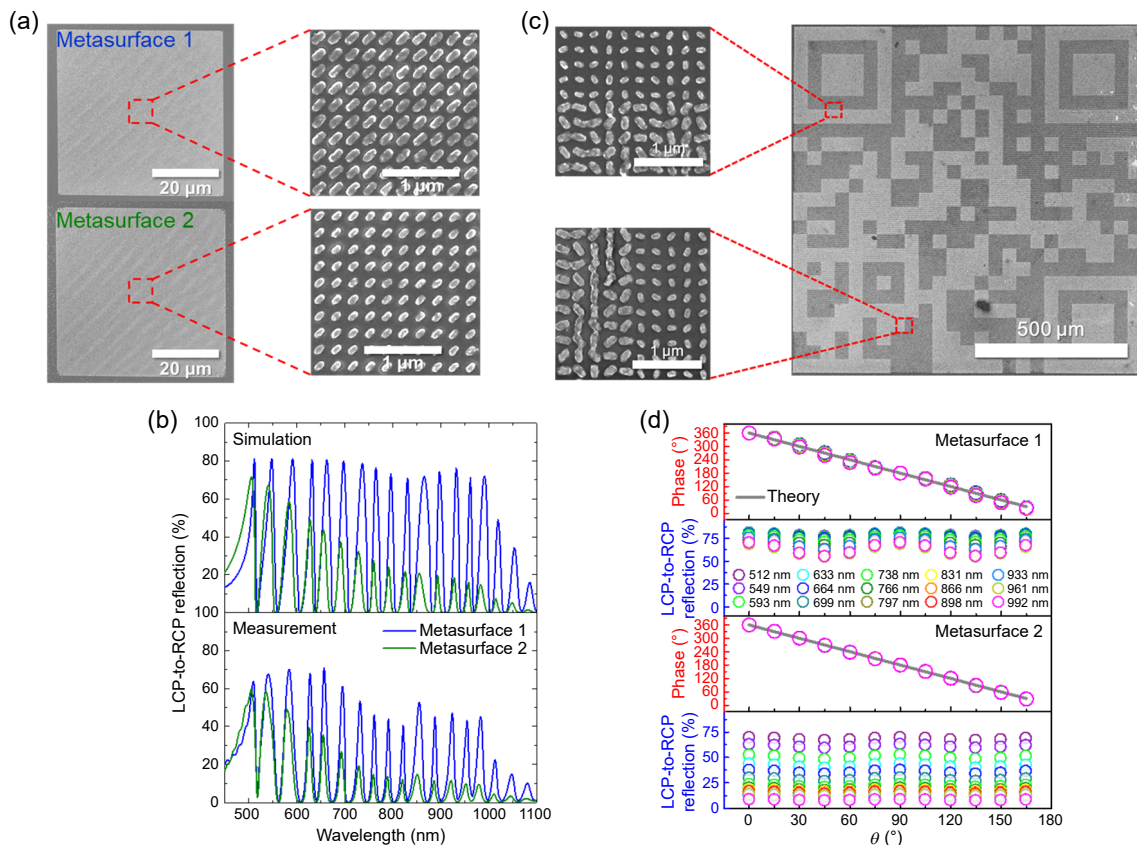 (a)
Metasurface 1
20 μm
1 μm
Metasurface 2
20 μm
1 μm
(c)
1 μm
1 μm
500 μm
(b)
LCP-to-RCP reflection (%)
100
80
60
40
20
100
80
60
40
20
0
Simulation
Measurement
Metasurface 1
Metasurface 2
500 600 700 800 900 1000 1100
Wavelength (nm)
(d)
Phase (°)
360
240
180
60
0
Metasurface 1
Theory
LCP-to-RCP
reflection (%)
75
50
25
0
512 nm 633 nm 738 nm 831 nm 933 nm
549 nm 664 nm 766 nm 866 nm 961 nm
593 nm 699 nm 797 nm 898 nm 992 nm
Phase (°)
360
240
180
60
0
Metasurface 2
LCP-to-RCP
reflection (%)
75
50
25
0
0 30 60 90 120 150 180
θ (°)